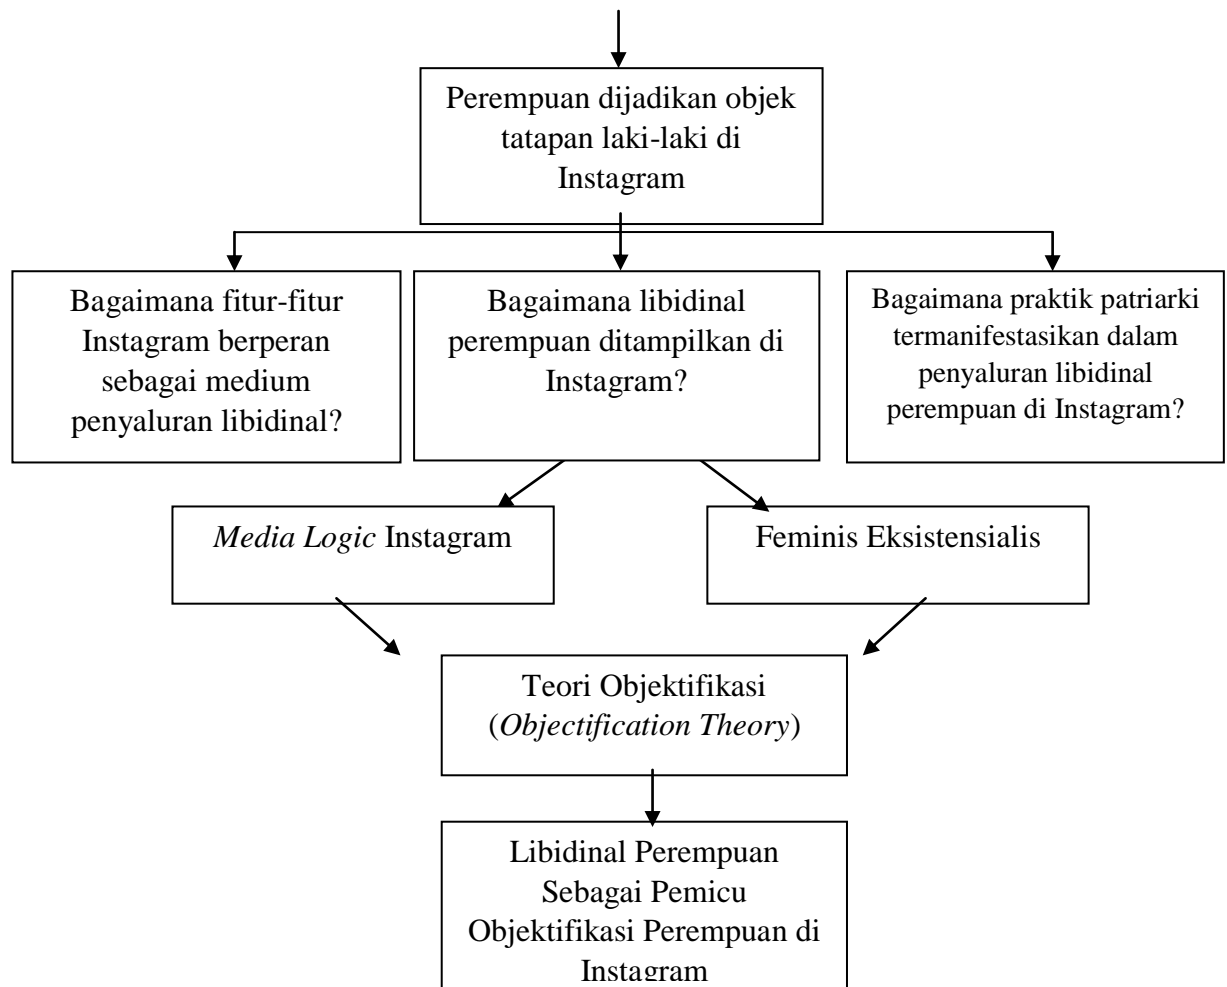 Perempuan dijadikan objek
tatapan laki-laki di
Instagram
Bagaimana fitur-fitur
Instagram berperan
sebagai medium
penyaluran libidinal?
Bagaimana libidinal
perempuan ditampilkan di
Instagram?
Bagaimana praktik patriarki
termanifestasikan dalam
penyaluran libidinal
perempuan di Instagram?
Media Logic Instagram
Feminis Eksistensialis
Teori Objektifikasi
(Objectification Theory)
Libidinal Perempuan
Sebagai Pemicu
Objektifikasi Perempuan di
Instagram